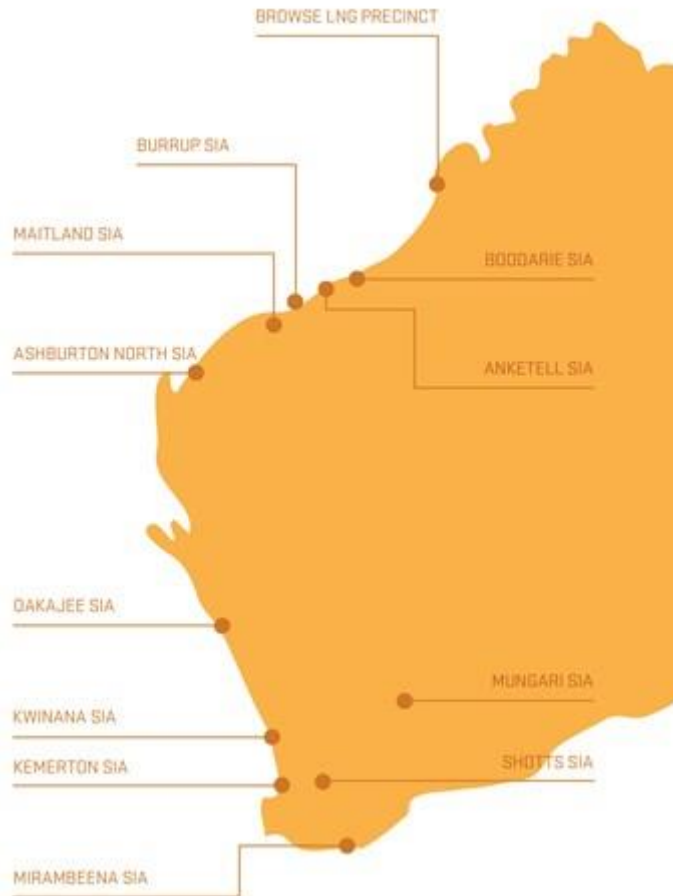 BROWSE LNG PRECINCT
BURRUP SIA
MAITLAND SIA
BOODARIE SIA
ASHBURTON NORTH SIA
ANKETELL SIA
OAKAJEE SIA
MUNGARI SIA
KWINANA SIA
SHOTTS SIA
KEMERTON SIA
MIRAMBEENA SIA